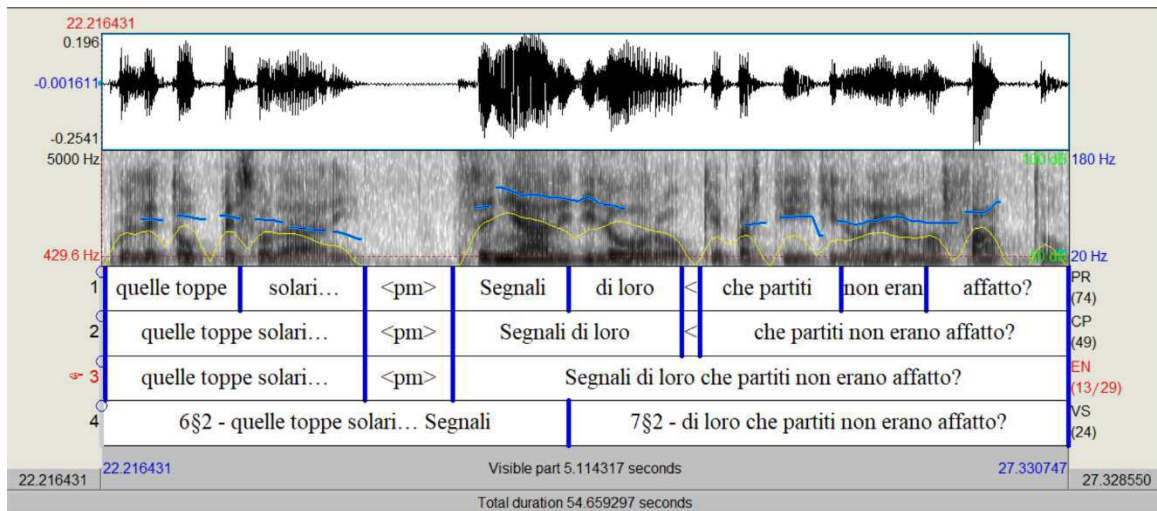 22.216431
0.196
-0.001611
-0.2541
5000 Hz 100 dB 180 Hz
429.6 Hz 20 Hz
1 quelle toppe solari… <pm> Segnali di loro < che partiti non eran affatto? PR (74)
2 quelle toppe solari… <pm> Segnali di loro < che partiti non erano affatto? CP (49)
3 quelle toppe solari… <pm> Segnali di loro che partiti non erano affatto? EN (13/29)
4 6§2 - quelle toppe solari… Segnali 7§2 - di loro che partiti non erano affatto? VS (24)
22.216431 Visible part 5.114317 seconds 27.330747
22.216431 27.328550
Total duration 54.659297 seconds